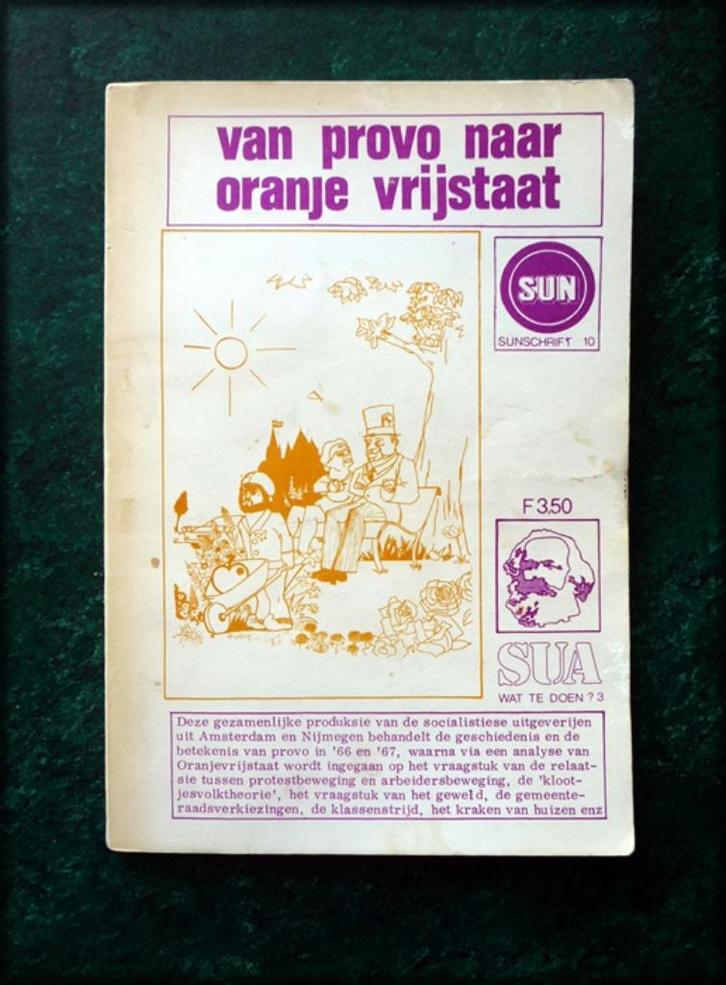 van provo naar
oranje vrijstaat
SUN
SUNSCHRIFT 10
F 3,50
SUA
WAT TE DOEN ? 3
Deze gezamenlijke produksie van de socialistiese uitgeverijen
uit Amsterdam en Nijmegen behandelt de geschiedenis en de
betekenis van provo in '66 en '67, waarna via een analyse van
Oranjevrijstaat wordt ingegaan op het vraagstuk van de relaat-
sie tussen protestbeweging en arbeidersbeweging, de 'kloot-
jesvolktheorie', het vraagstuk van het geweld, de gemeente-
raadsverkiezingen, de klassenstrijd, het kraken van huizen enz